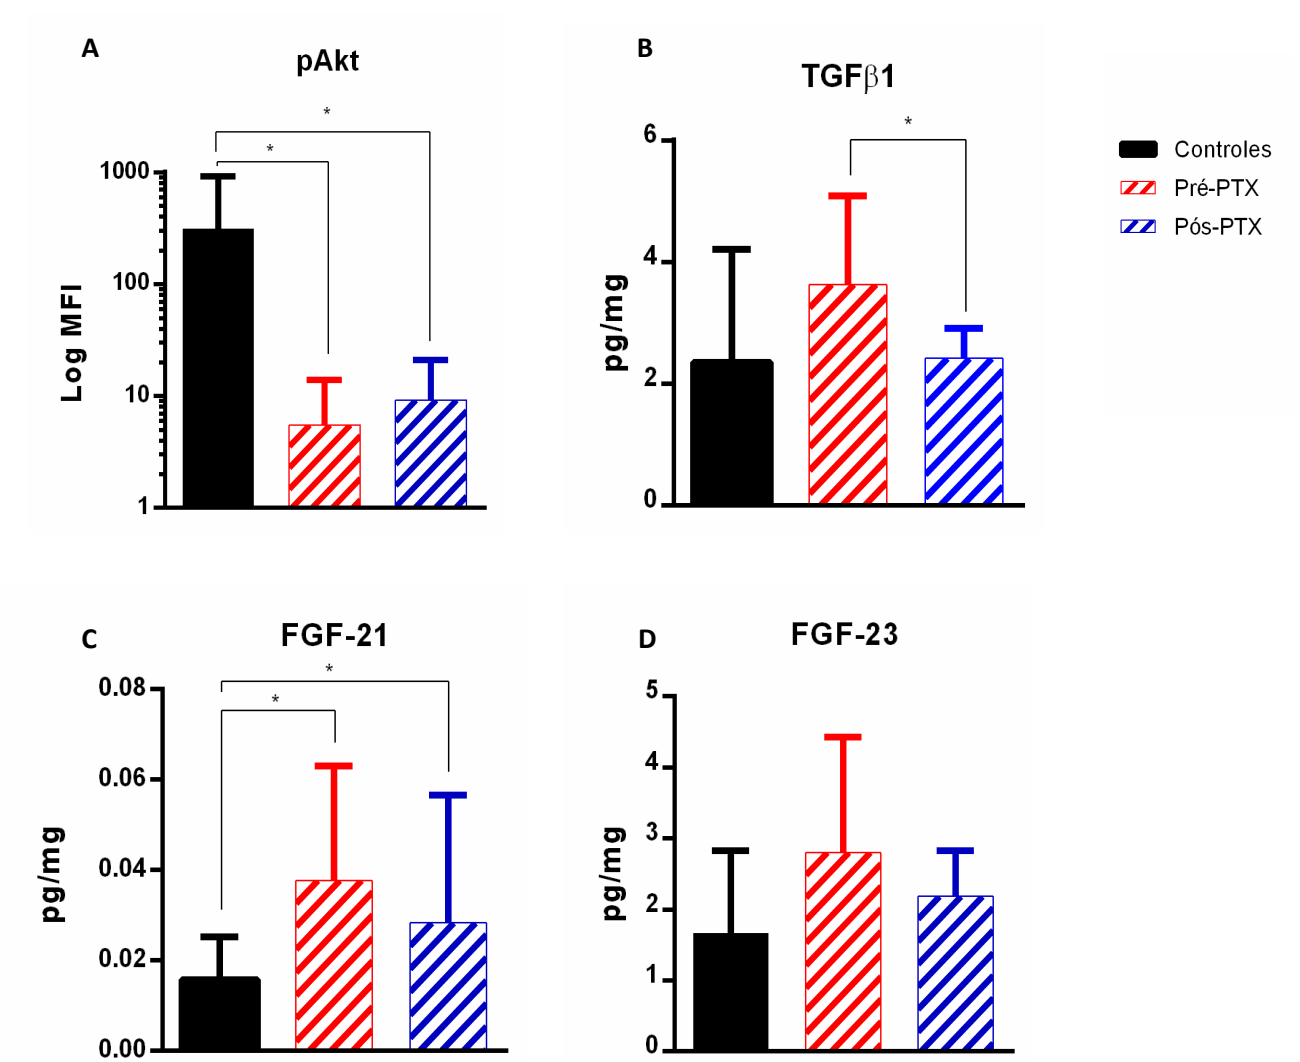 A
pAkt
*
*
1000
100
10
1
Log MFI
B
TGFβ1
*
6
4
2
0
pg/mg
Controles
Pré-PTX
Pós-PTX
C
FGF-21
*
*
0.08
0.06
0.04
0.02
0.00
pg/mg
D
FGF-23
5
4
3
2
1
0
pg/mg